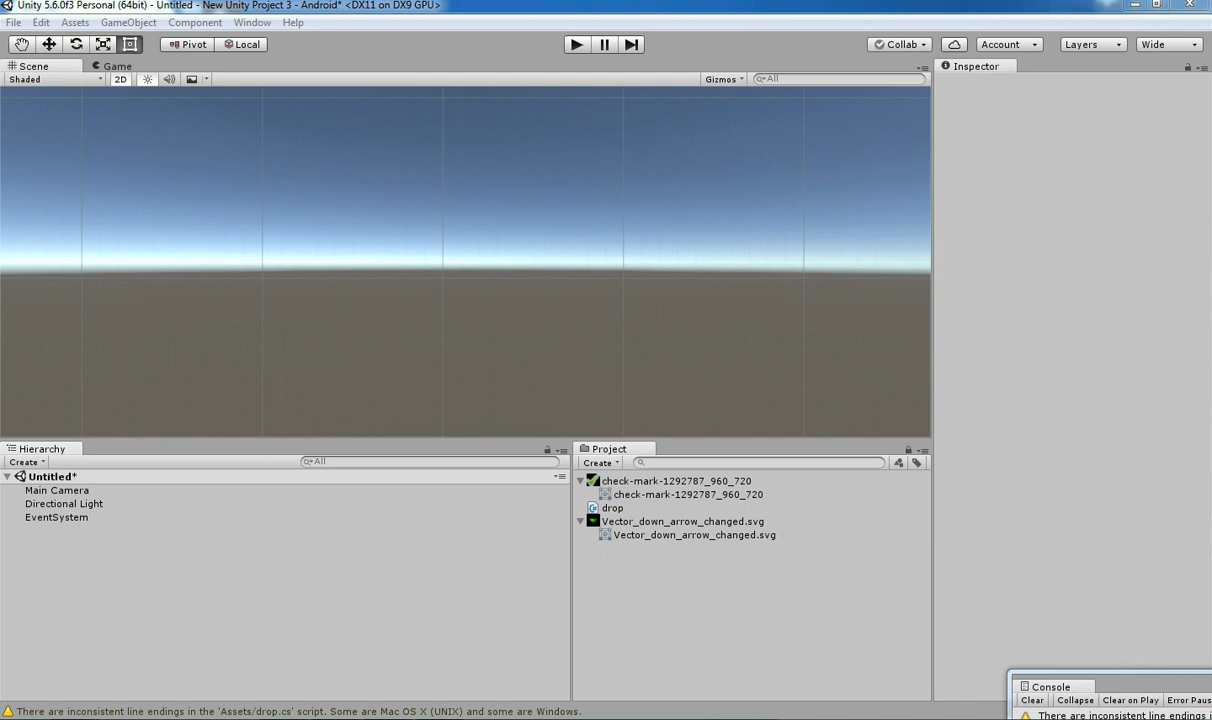 Unity 5.6.0f3 Personal (64bit) - Untitled - New Unity Project 3 - Android* <DX11 on DX9 GPU>
File Edit Assets GameObject Component Window Help
Pivot Local Collab Account Layers Wide
Scene Game Inspector
Shaded 2D Gizmos All
Hierarchy Project
Create All Create
Untitled*
Main Camera
Directional Light
EventSystem
check-mark-1292787_960_720
check-mark-1292787_960_720
drop
Vector_down_arrow_changed.svg
Vector_down_arrow_changed.svg
Console
Clear Collapse Clear on Play Error Paus
There are inconsistent line endings i
There are inconsistent line endings in the 'Assets/drop.cs' script. Some are Mac OS X (UNIX) and some are Windows.